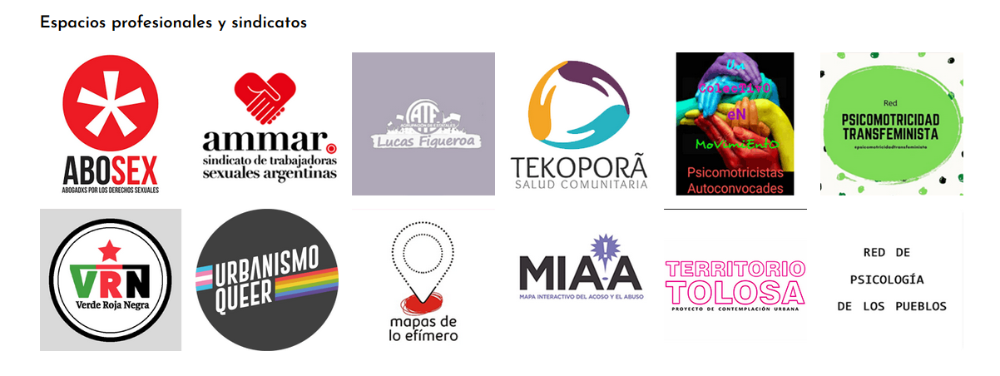 Espacios profesionales y sindicatos
ABOSEX
ABOGADXS POR LOS DERECHOS SEXUALES
ammar.
sindicato de trabajadoras
sexuales argentinas
ATE
AGRUPACIÓN DE ESTATALES
Lucas Figueroa
TEKOPORÃ
SALUD COMUNITARIA
Un
ColectivO
eN
MoViMiEntO
Psicomotricistas
Autoconvocades
Red
PSICOMOTRICIDAD
TRANSFEMINISTA
#psicomotricidadtransfeminista
VRN
Verde Roja Negra
URBANISMO
QUEER
mapas de
lo efímero
MIAA
MAPA INTERACTIVO DEL ACOSO Y EL ABUSO
TERRITORIO
TOLOSA
PROYECTO DE CONTEMPLACIÓN URBANA
RED DE
PSICOLOGÍA
DE LOS PUEBLOS